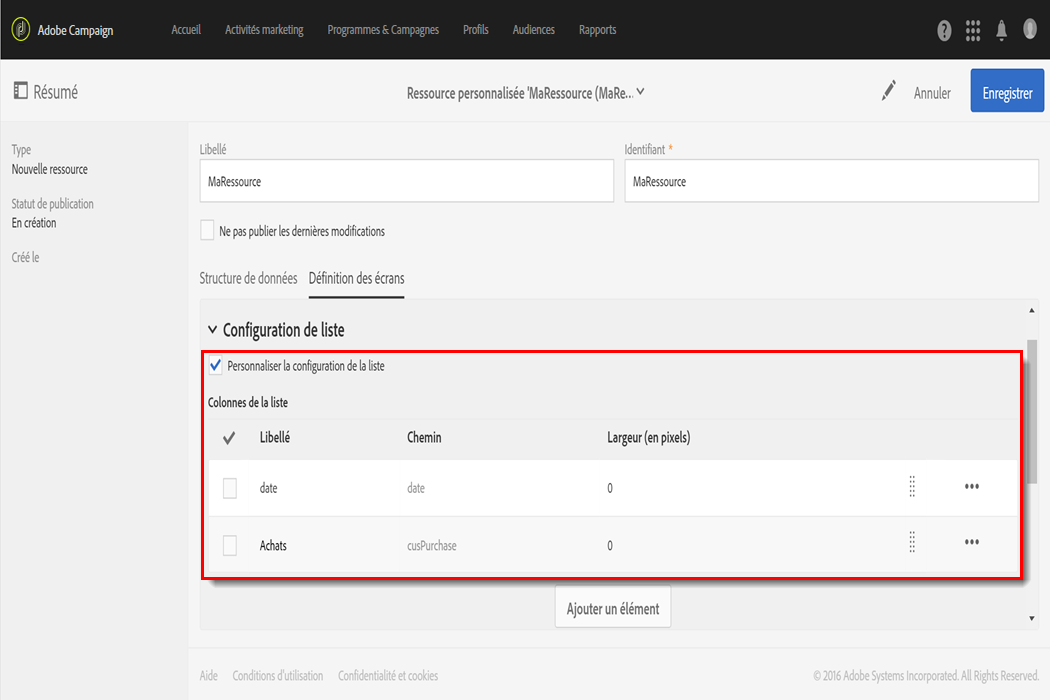 Adobe Campaign Accueil Activités marketing Programmes & Campagnes Profils Audiences Rapports
Résumé Ressource personnalisée 'MaRessource (MaRe... Annuler Enregistrer
Type
Nouvelle ressource
Statut de publication
En création
Créé le
Libellé Identifiant *
MaRessource MaRessource
Ne pas publier les dernières modifications
Structure de données Définition des écrans
Configuration de liste
Personnaliser la configuration de la liste
Colonnes de la liste
Libellé Chemin Largeur (en pixels)
date date 0
Achats cusPurchase 0
Ajouter un élément
Aide Conditions d'utilisation Confidentialité et cookies © 2016 Adobe Systems Incorporated. All Rights Reserved.